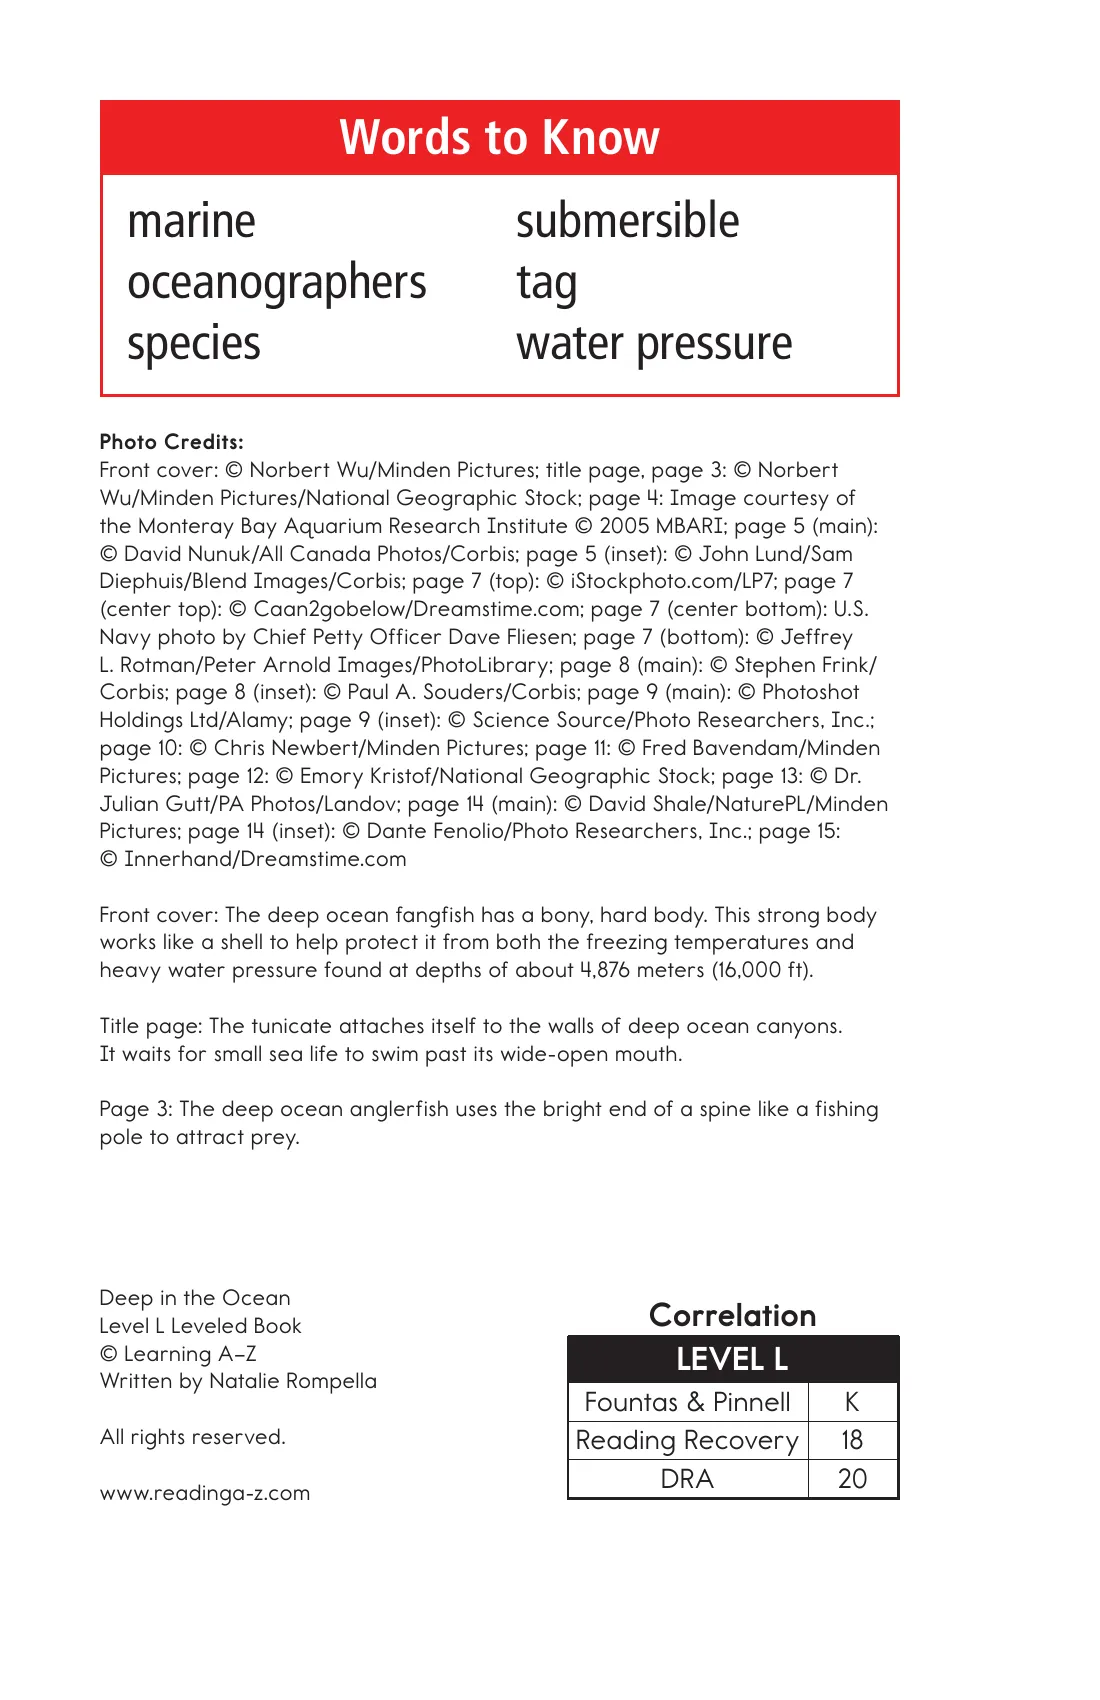 Words to Know
marine
oceanographers
species
submersible
tag
water pressure
Photo Credits:
Front cover: © Norbert Wu/Minden Pictures; title page, page 3: © Norbert
Wu/Minden Pictures/National Geographic Stock; page 4: Image courtesy of
the Monteray Bay Aquarium Research Institute © 2005 MBARI; page 5 (main):
© David Nunuk/All Canada Photos/Corbis; page 5 (inset): © John Lund/Sam
Diephuis/Blend Images/Corbis; page 7 (top): © iStockphoto.com/LP7; page 7
(center top): © Caan2gobelow/Dreamstime.com; page 7 (center bottom): U.S.
Navy photo by Chief Petty Officer Dave Fliesen; page 7 (bottom): © Jeffrey
L. Rotman/Peter Arnold Images/PhotoLibrary; page 8 (main): © Stephen Frink/
Corbis; page 8 (inset): © Paul A. Souders/Corbis; page 9 (main): © Photoshot
Holdings Ltd/Alamy; page 9 (inset): © Science Source/Photo Researchers, Inc.;
page 10: © Chris Newbert/Minden Pictures; page 11: © Fred Bavendam/Minden
Pictures; page 12: © Emory Kristof/National Geographic Stock; page 13: © Dr.
Julian Gutt/PA Photos/Landov; page 14 (main): © David Shale/NaturePL/Minden
Pictures; page 14 (inset): © Dante Fenolio/Photo Researchers, Inc.; page 15:
© Innerhand/Dreamstime.com
Front cover: The deep ocean fangfish has a bony, hard body. This strong body
works like a shell to help protect it from both the freezing temperatures and
heavy water pressure found at depths of about 4,876 meters (16,000 ft).
Title page: The tunicate attaches itself to the walls of deep ocean canyons.
It waits for small sea life to swim past its wide-open mouth.
Page 3: The deep ocean anglerfish uses the bright end of a spine like a fishing
pole to attract prey.
Deep in the Ocean
Level L Leveled Book
© Learning A–Z
Written by Natalie Rompella
All rights reserved.
www.readinga-z.com
Correlation
LEVEL L
Fountas & Pinnell K
Reading Recovery 18
DRA 20